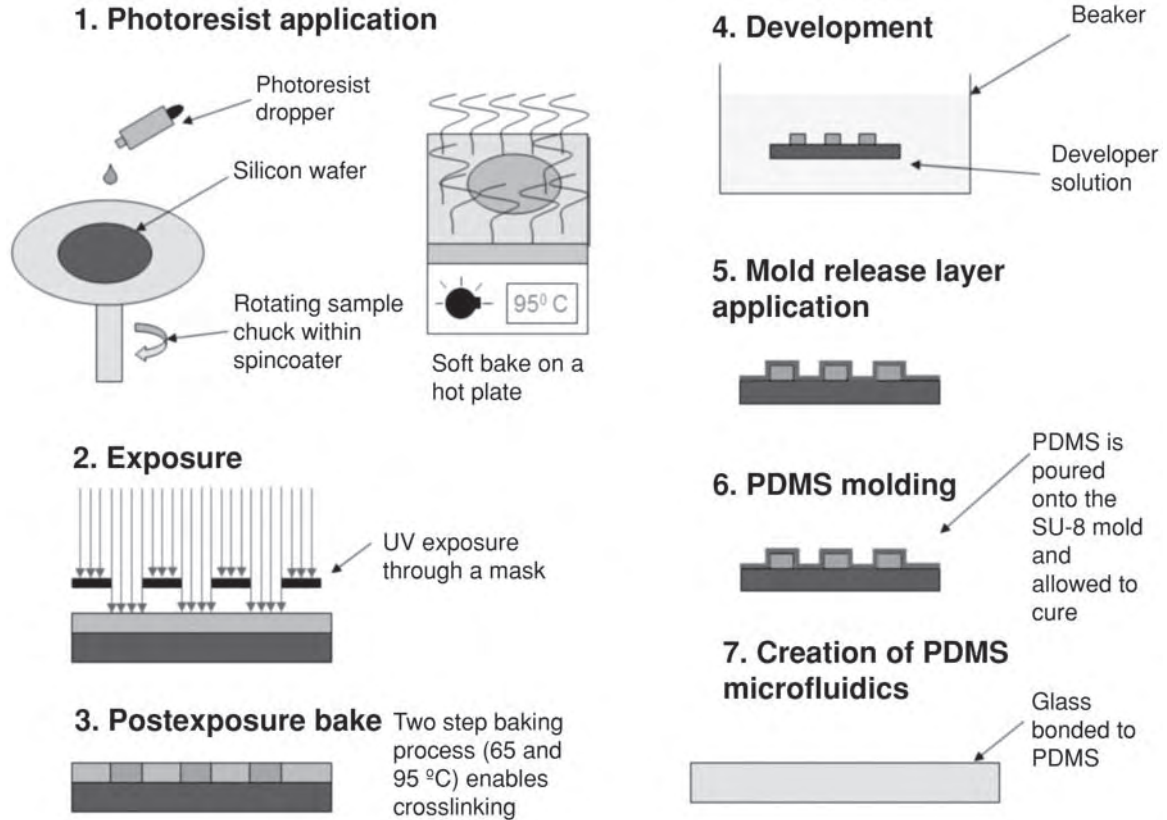 1. Photoresist application
Photoresist
dropper
Silicon wafer
Rotating sample
chuck within
spincoater
95⁰ C
Soft bake on a
hot plate
2. Exposure
UV exposure
through a mask
3. Postexposure bake
Two step baking
process (65 and
95 ºC) enables
crosslinking
4. Development
Beaker
Developer
solution
5. Mold release layer
application
6. PDMS molding
PDMS is
poured
onto the
SU-8 mold
and
allowed to
cure
7. Creation of PDMS
microfluidics
Glass
bonded to
PDMS